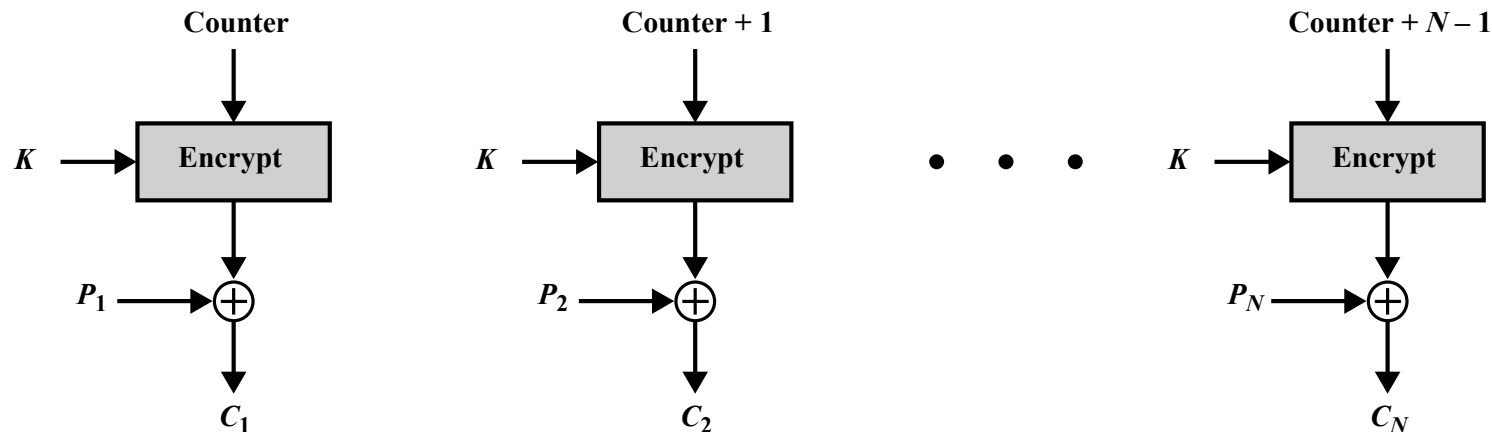 Counter Counter + 1 Counter + N – 1
K Encrypt K Encrypt K Encrypt
P1 P2 PN
C1 C2 CN